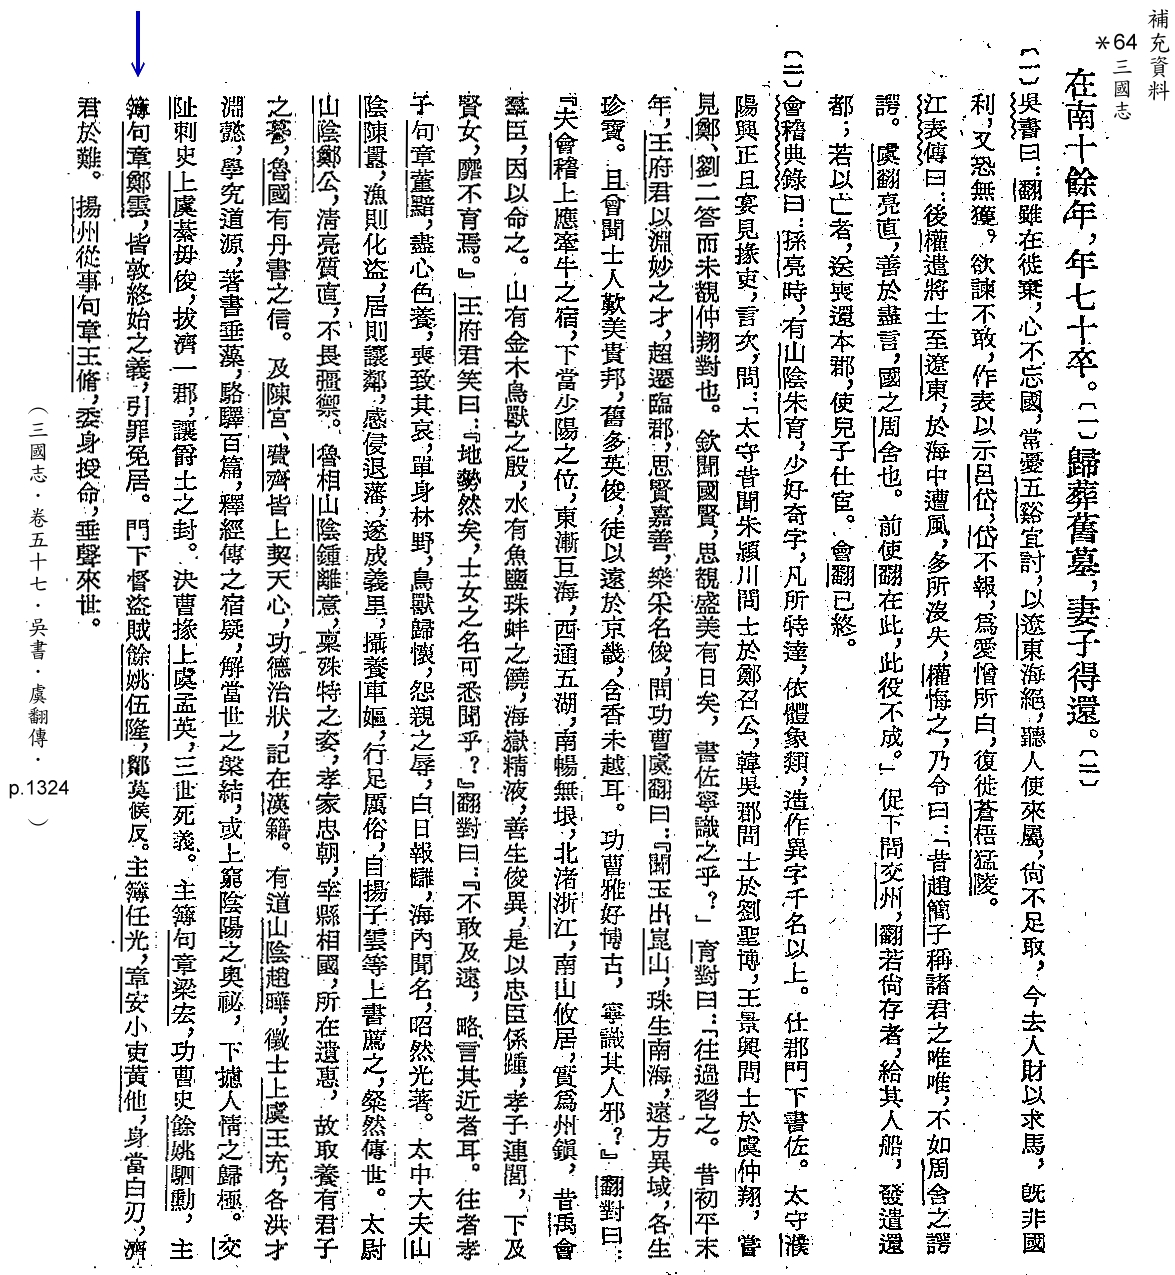 補充資料
*64 三國志
在南十餘年，年七十卒。〔一〕歸葬舊墓，妻子得還。〔二〕
〔一〕吳書曰：翻雖在徙棄，心不忘國，常憂五谿宜討，以遼東海絕，聽人使來屬，尚不足取，今去人財以求馬，既非國
利，又恐無獲。欲諫不敢，作表以示呂岱，岱不報，爲愛憎所白，復徙蒼梧猛陵。
江表傳曰：後權遣將士至遼東，於海中遭風，多所沒失，權悔之，乃令曰：「昔趙簡子稱諸君之唯唯，不如周舍之諤
諤。虞翻亮直，善於盡言，國之周舍也。前使翻在此，此役不成。」促下問交州，翻若尚存者，給其人船，發遣還
都；若以亡者，送喪還本郡，使兒子仕宦。會翻已終。
〔二〕會稽典錄曰：孫亮時，有山陰朱育，少好奇字，凡所特達，依體象類，造作異字千名以上。仕郡門下書佐。太守濮
陽興正旦宴見掾吏，言次，問：「太守昔聞朱潁川問士於鄭召公，韓吳郡問士於劉聖博，王景興問士於虞仲翔，嘗
見鄭、劉二答而未覩仲翔對也。欽聞國賢，思覩盛美有日矣，書佐寧識之乎？」育對曰：「往過習之。昔初平末
年，王府君以淵妙之才，超遷臨郡，思賢嘉善，樂采名俊，問功曹虞翻曰：『聞玉出崑山，珠生南海，遠方異域，各生
珍寶。且曾聞士人歎美貴邦，舊多英俊，徒以遠於京畿，含香未越耳。功曹雅好博古，寧識其人邪？』翻對曰：
『夫會稽上應牽牛之宿，下當少陽之位，東漸巨海，西通五湖，南暢無垠，北渚浙江，南山攸居，實爲州鎮，昔禹會
羣臣，因以命之。山有金木鳥獸之殷，水有魚鹽珠蚌之饒，海嶽精液，善生俊異，是以忠臣係踵，孝子連閭，下及
賢女，靡不育焉。』王府君笑曰：『地勢然矣，士女之名可悉聞乎？』翻對曰：『不敢及遠，略言其近者耳。往者孝
子句章董黯，盡心色養，喪致其哀，單身林野，鳥獸歸懷，怨親之辱，白日報讎，海內聞名，昭然光著。太中大夫山
陰陳囂，漁則化盜，居則讓鄰，感侵退藩，遂成義里，攝養車嫗，行足厲俗，自揚子雲等上書薦之，粲然傳世。太尉
山陰鄭公，清亮質直，不畏彊禦。魯相山陰鍾離意，稟殊特之姿，孝家忠朝，宰縣相國，所在遺惠，故取養有君子
之䛒，魯國有丹書之信。及陳宮、費齊皆上契天心，功德治狀，記在漢籍。有道山陰趙曄，徵士上虞王充，各洪才
淵懿，學究道源，著書垂藻，駱驛百篇，釋經傳之宿疑，解當世之槃結，或上窮陰陽之奧祕，下攄人情之歸極。交
阯刺史上虞綦毋俊，拔濟一郡，讓爵土之封。決曹掾上虞孟英，三世死義。主簿句章梁宏，功曹史餘姚駟勳，主
簿句章鄭雲，皆敦終始之義，引罪免居。門下督盜賊餘姚伍隆，鄮莫候反。主簿任光，章安小吏黃他，身當白刃，濟
君於難。揚州從事句章王脩，委身授命，垂聲來世。
（三國志・卷五十七・吳書・虞翻傳・p.1324）